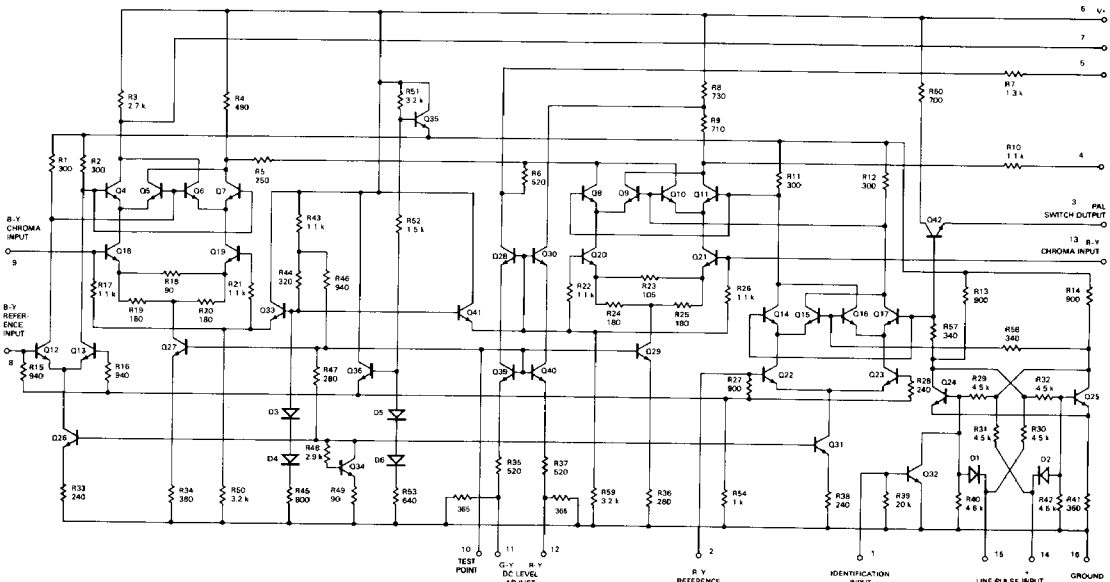 6 V+
7
5
R3 2.7 k
R4 490
R51 3.2 k
Q35
R8 730
R9 710
R60 700
R7 1.3 k
R1 300
R2 300
R5 750
R6 520
R10 1.1 k
4
R11 300
R12 300
Q4
Q5
Q6
Q7
Q8
Q9
Q10
Q11
3
PAL
SWITCH OUTPUT
Q42
13 R-Y
CHROMA INPUT
B-Y
CHROMA
INPUT
9
R43 1.1 k
R52 1.5 k
Q18
Q19
Q28
Q30
Q20
Q21
R17 1.1 k
R18 90
R21 1.1 k
R44 320
R46 940
R22 1.1 k
R23 105
R26 1.1 k
R13 900
R14 900
R19 180
R20 180
Q33
Q41
R24 180
R25 180
Q14
Q15
Q16
Q17
B-Y
REFER-
ENCE
INPUT
8
R57 340
R58 340
Q12
Q13
Q27
Q29
R15 940
R16 940
R47 280
Q36
Q39
Q40
R27 900
Q22
Q23
R28 240
Q24
R29 4.5 k
R32 4.5 k
Q25
D3
D5
R31 4.5 k
R30 4.5 k
Q26
Q31
D4
R48 2.9 k
Q34
D6
R35 520
R37 520
Q32
D1
D2
R33 240
R34 380
R50 3.2 k
R45 800
R49 90
R53 640
365
365
R59 3.2 k
R36 280
R54 1 k
R38 240
R39 20 k
R40 4.6 k
R42 4.6 k
R41 360
10
11
12
2
1
15
14
16
TEST
POINT
G-Y R-Y
DC LEVEL
ADJUST
R-Y
REFERENCE
IDENTIFICATION
INPUT
+
LINE PULSE INPUT
GROUND